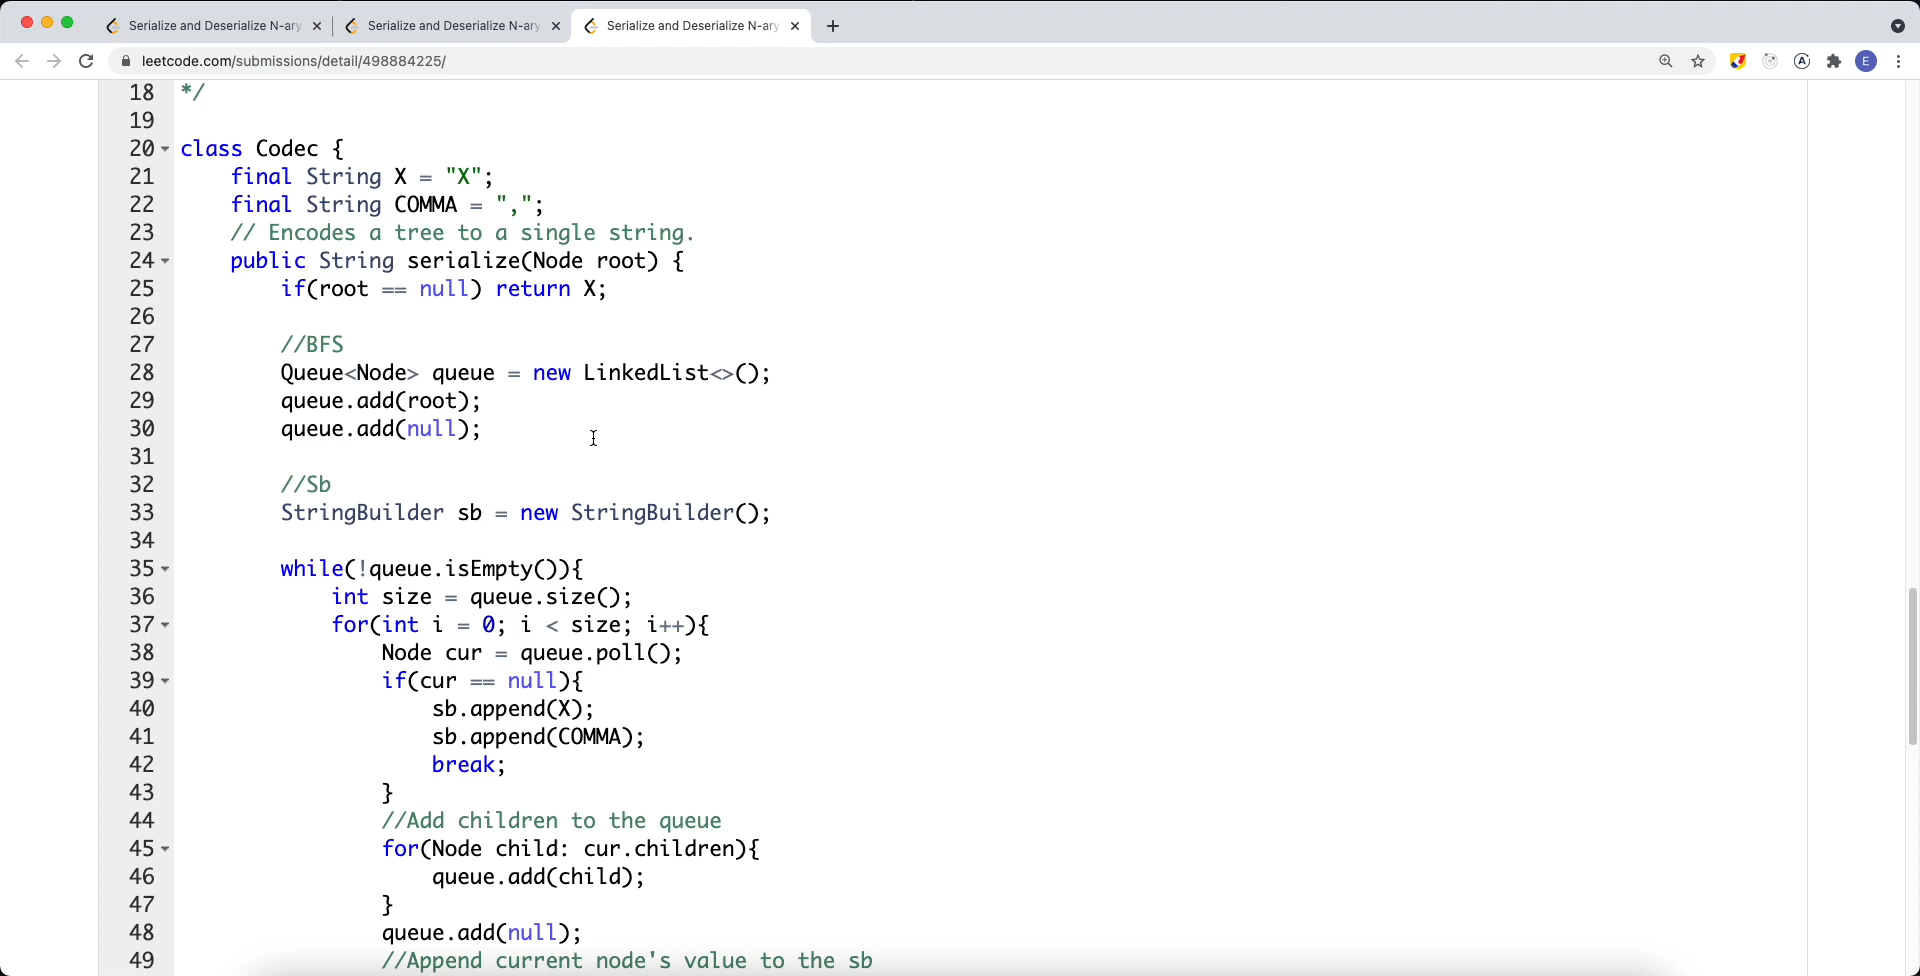 Serialize and Deserialize N-ary
Serialize and Deserialize N-ary
Serialize and Deserialize N-ary
leetcode.com/submissions/detail/498884225/
E
18 */
19
20 class Codec {
21 final String X = "X";
22 final String COMMA = ",";
23 // Encodes a tree to a single string.
24 public String serialize(Node root) {
25 if(root == null) return X;
26
27 //BFS
28 Queue<Node> queue = new LinkedList<>();
29 queue.add(root);
30 queue.add(null);
31
32 //Sb
33 StringBuilder sb = new StringBuilder();
34
35 while(!queue.isEmpty()){
36 int size = queue.size();
37 for(int i = 0; i < size; i++){
38 Node cur = queue.poll();
39 if(cur == null){
40 sb.append(X);
41 sb.append(COMMA);
42 break;
43 }
44 //Add children to the queue
45 for(Node child: cur.children){
46 queue.add(child);
47 }
48 queue.add(null);
49 //Append current node's value to the sb